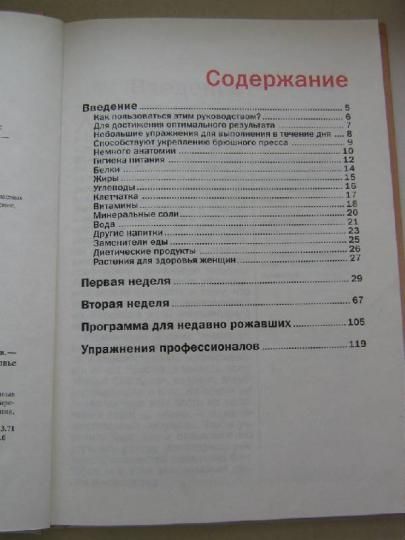 Содержание
Введение 5
Как пользоваться этим руководством? 6
Для достижения оптимального результата 7
Небольшие упражнения для выполнения в течение дня 8
Способствуют укреплению брюшного пресса 9
Немного анатомии 10
Гигиена питания 12
Белки 14
Жиры 15
Углеводы 16
Клетчатка 17
Витамины 18
Минеральные соли 20
Вода 21
Другие напитки 23
Заменители еды 25
Диетические продукты 26
Растения для здоровья женщин 27
Первая неделя 29
Вторая неделя 67
Программа для недавно рожавших 105
Упражнения профессионалов 119